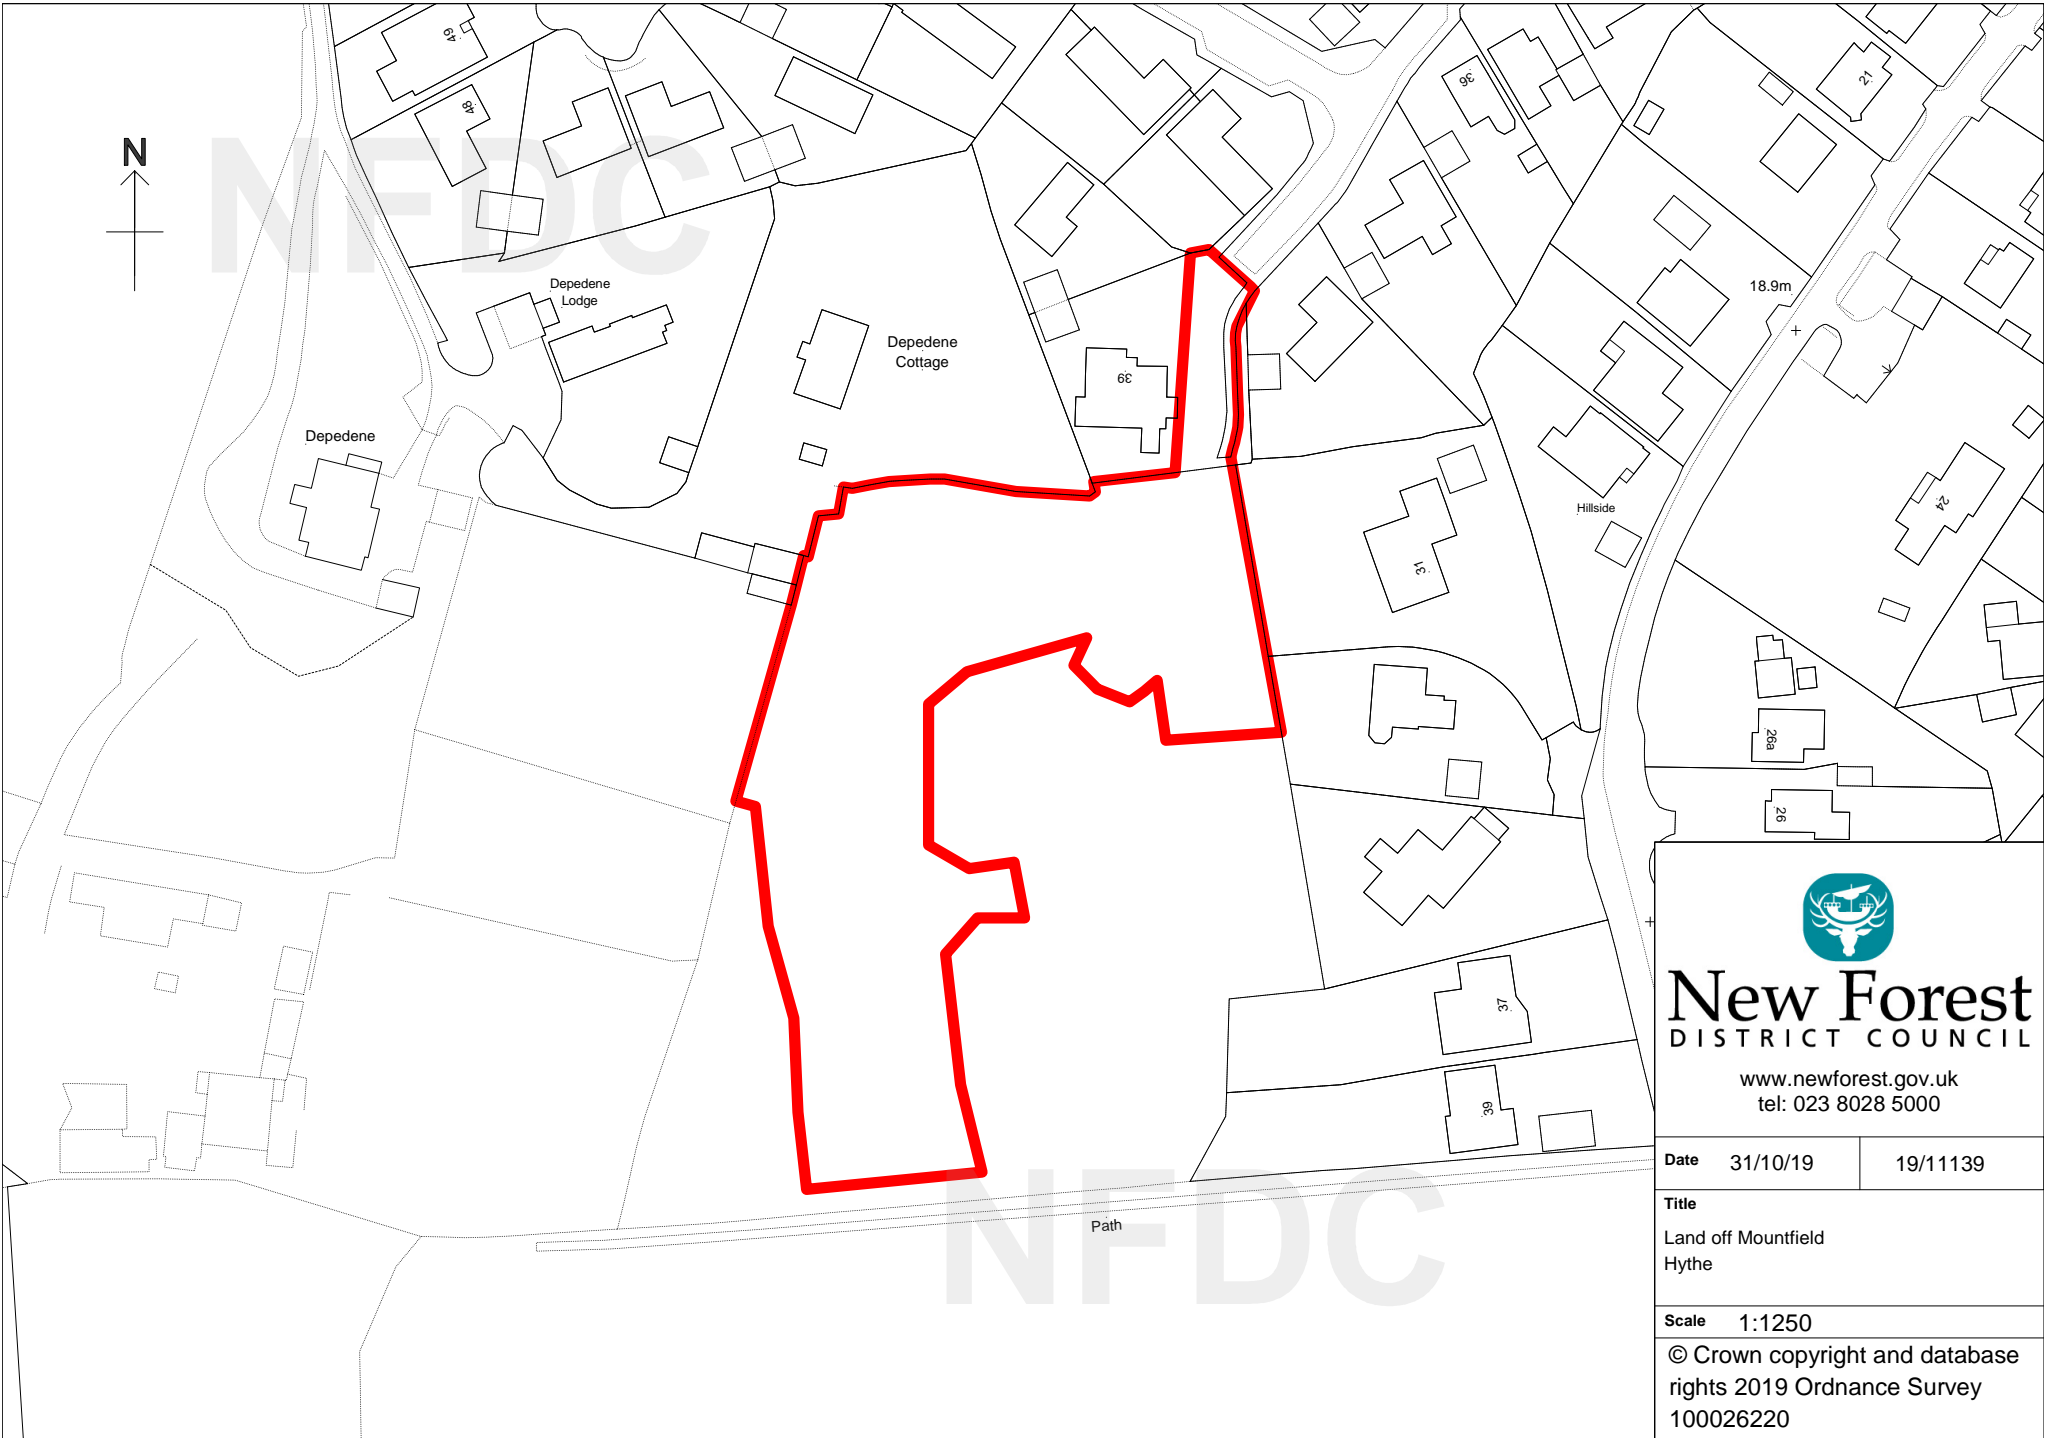 N
NFDC
49
48
36
21
Depedene
Lodge
Depedene
Cottage
39
18.9m
Depedene
Hillside
31
24
26a
26
37
39
Path
NFDC
New Forest
DISTRICT COUNCIL
www.newforest.gov.uk
tel: 023 8028 5000
Date 31/10/19 19/11139
Title
Land off Mountfield
Hythe
Scale 1:1250
© Crown copyright and database
rights 2019 Ordnance Survey
100026220